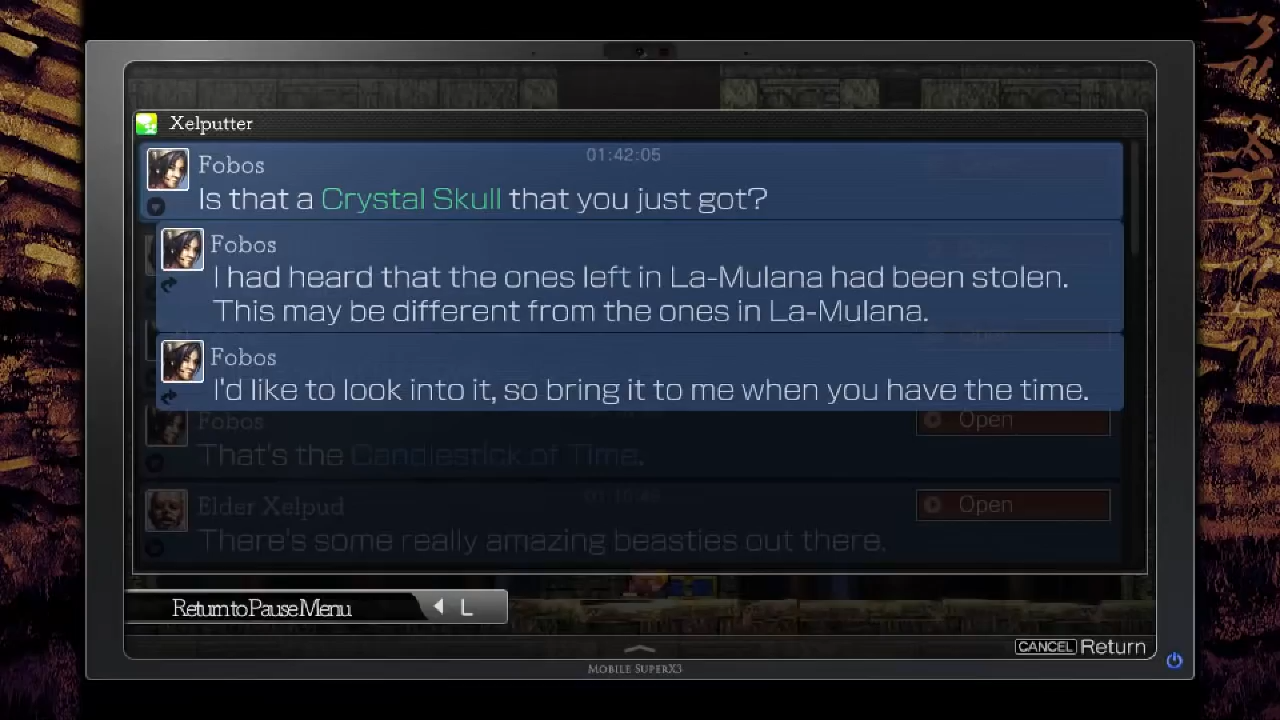 Xelputter
Fobos
01:42:05
Is that a Crystal Skull that you just got?
Fobos
I had heard that the ones left in La-Mulana had been stolen.
This may be different from the ones in La-Mulana.
Fobos
I'd like to look into it, so bring it to me when you have the time.
Fobos
Open
That's the Candlestick of Time.
Elder Xelpud
Open
There's some really amazing beasties out there.
Return to Pause Menu
L
CANCEL Return
MOBILE SUPERX3